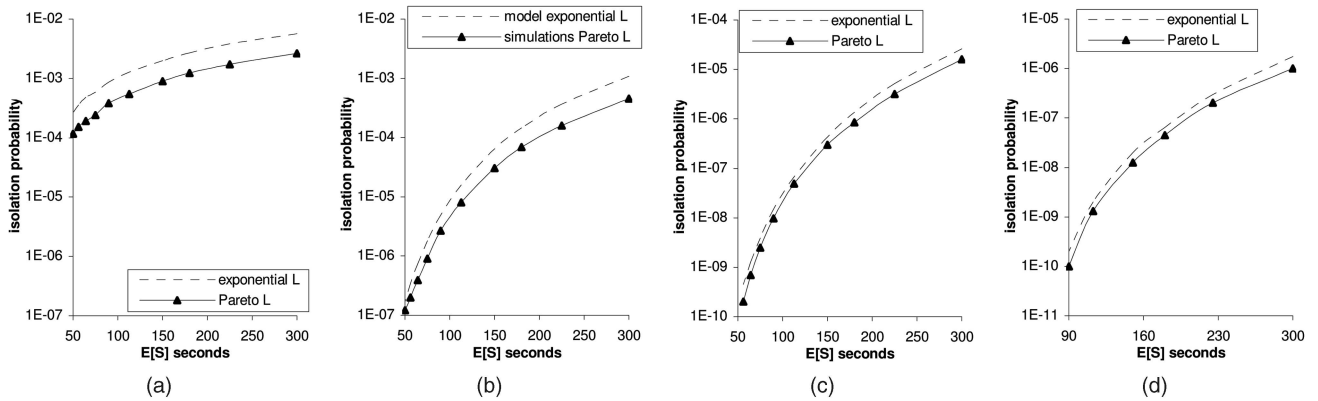 1E-02
1E-03
1E-04
1E-05
1E-06
1E-07
isolation probability
exponential L
Pareto L
50 100 150 200 250 300
E[S] seconds
(a)
1E-02
1E-03
1E-04
1E-05
1E-06
1E-07
isolation probability
model exponential L
simulations Pareto L
50 100 150 200 250 300
E[S] seconds
(b)
1E-04
1E-05
1E-06
1E-07
1E-08
1E-09
1E-10
isolation probability
exponential L
Pareto L
50 100 150 200 250 300
E[S] seconds
(c)
1E-05
1E-06
1E-07
1E-08
1E-09
1E-10
1E-11
isolation probability
exponential L
Pareto L
90 160 230 300
E[S] seconds
(d)